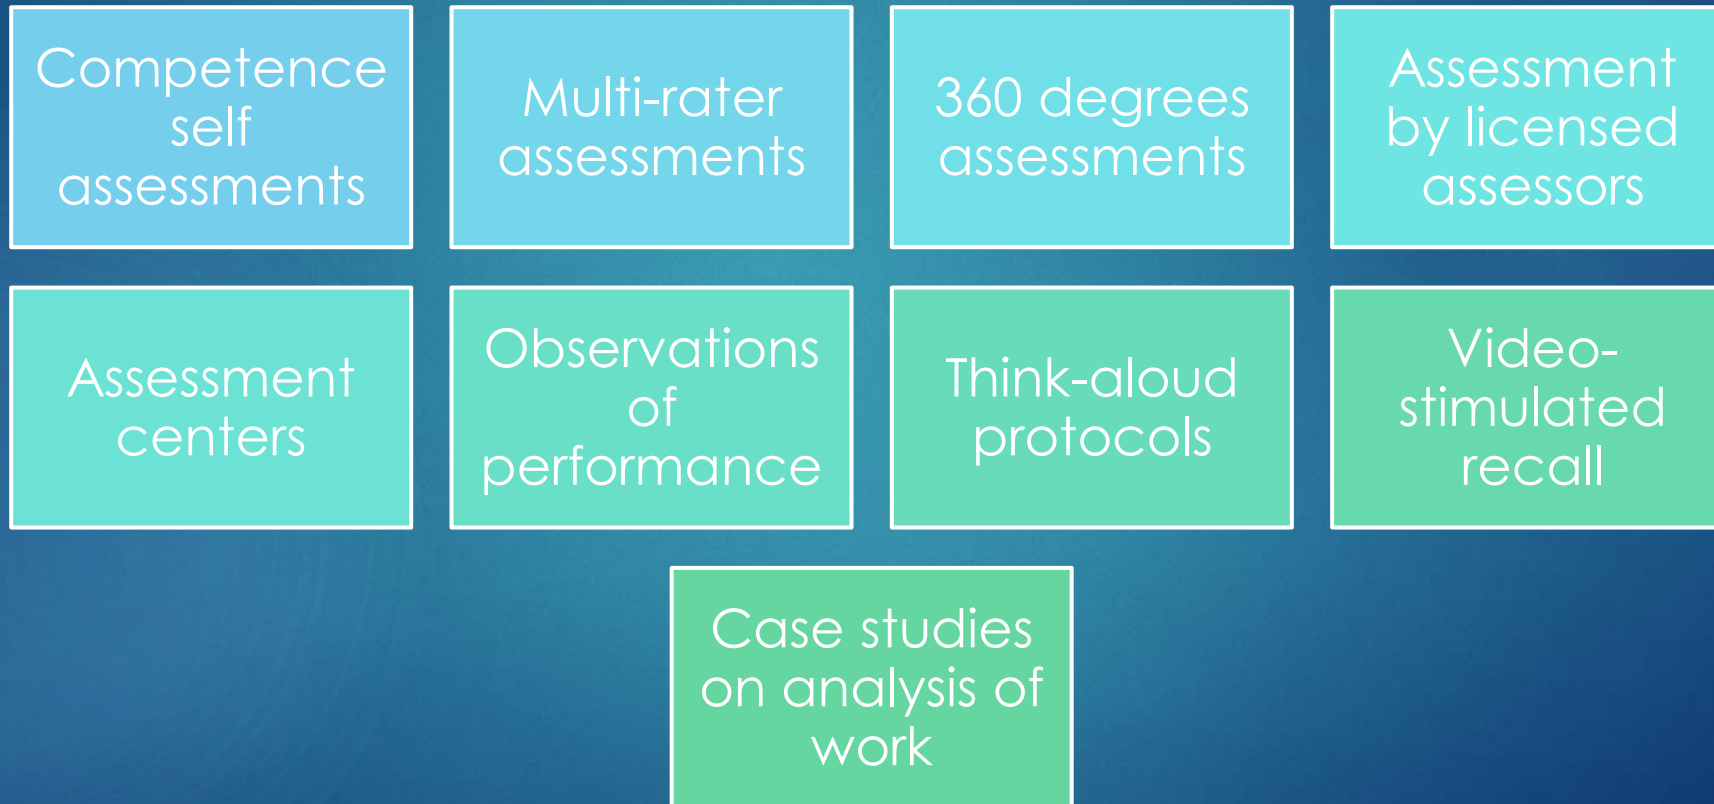 Competence
self
assessments
Multi-rater
assessments
360 degrees
assessments
Assessment
by licensed
assessors
Assessment
centers
Observations
of
performance
Think-aloud
protocols
Video-
stimulated
recall
Case studies
on analysis of
work